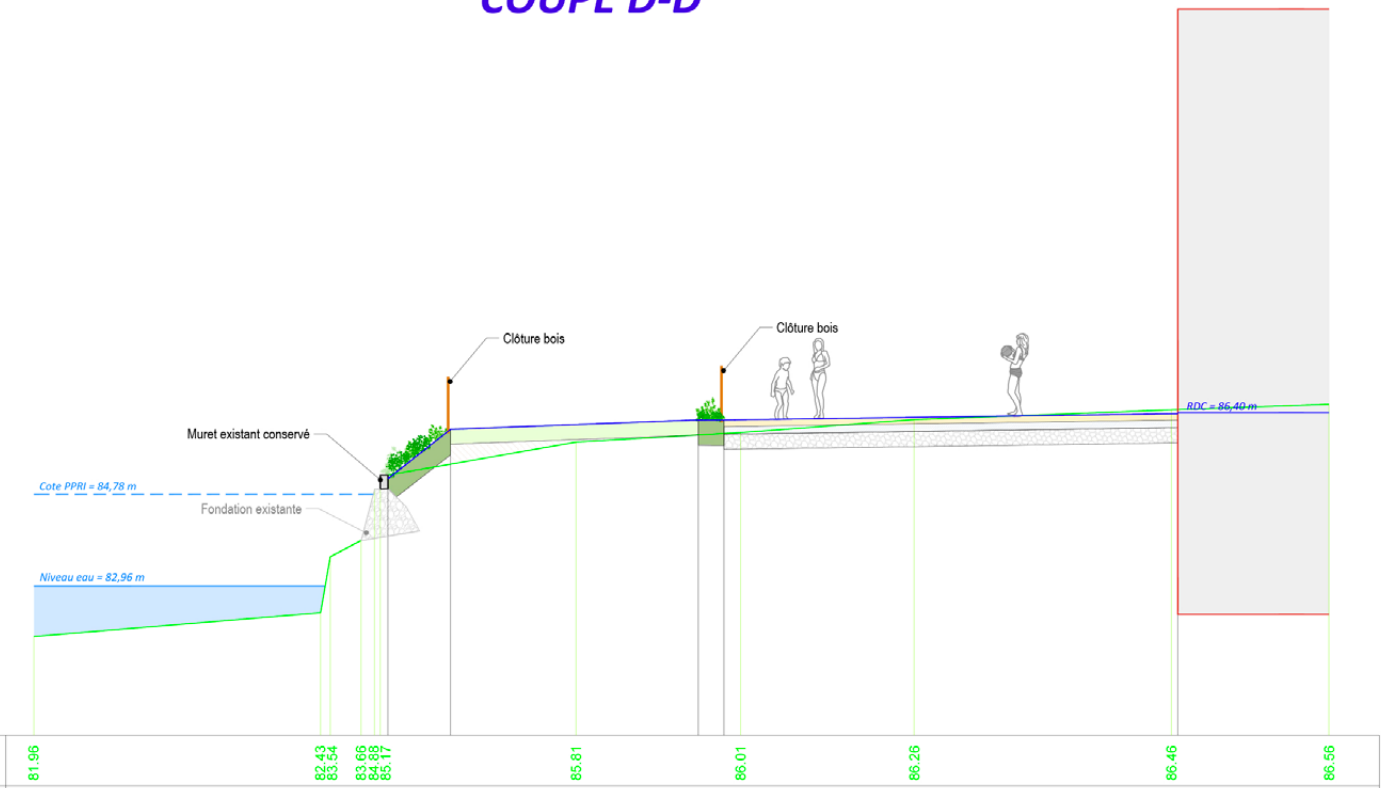 COUPE D-D
Clôture bois
Clôture bois
RDC = 86,40 m
Muret existant conservé
Cote PPRI = 84,78 m
Fondation existante
Niveau eau = 82,96 m
81.96
82.43
83.54
83.66
84.88
85.17
85.81
86.01
86.26
86.46
86.56